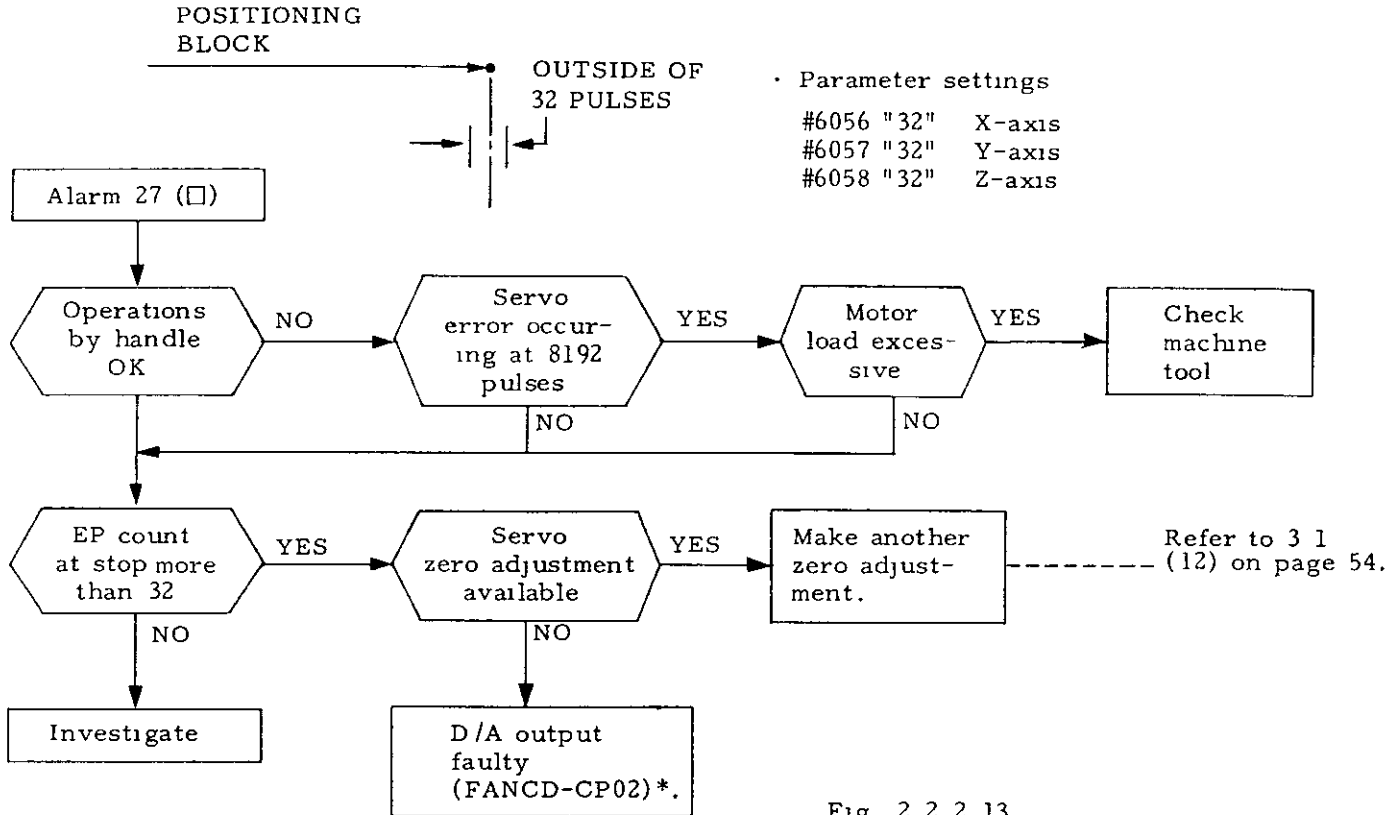 POSITIONING
BLOCK
OUTSIDE OF
32 PULSES
· Parameter settings
#6056 "32" X-axis
#6057 "32" Y-axis
#6058 "32" Z-axis
Alarm 27 (□)
Operations
by handle
OK
NO
Servo
error occur-
ing at 8192
pulses
YES
Motor
load exces-
sive
YES
Check
machine
tool
NO
NO
EP count
at stop more
than 32
YES
Servo
zero adjustment
available
YES
Make another
zero adjust-
ment.
Refer to 3 1
(12) on page 54.
NO
NO
Investigate
D/A output
faulty
(FANCD-CP02)*.
Fig 2 2 2 13